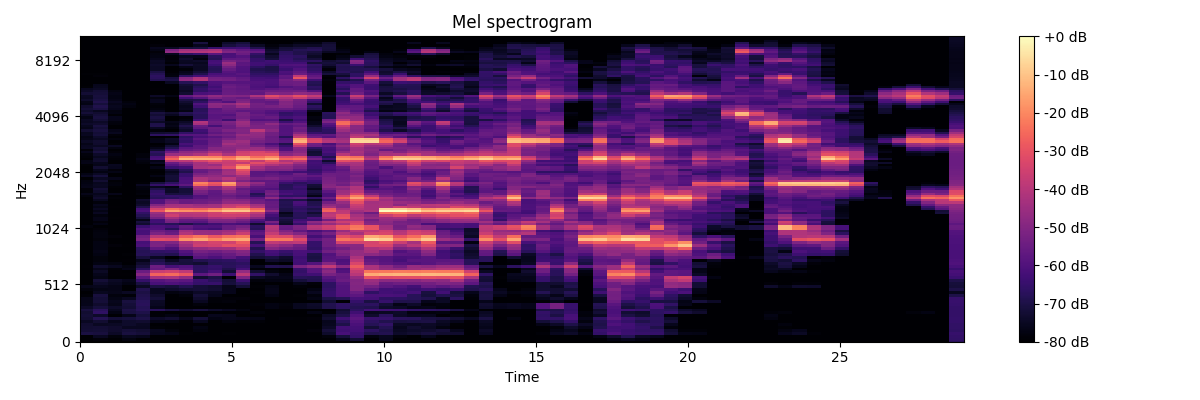 Mel spectrogram
+0 dB
8192
-10 dB
4096
-20 dB
-30 dB
Hz
2048
-40 dB
1024
-50 dB
-60 dB
512
-70 dB
0
-80 dB
0 5 10 15 20 25
Time